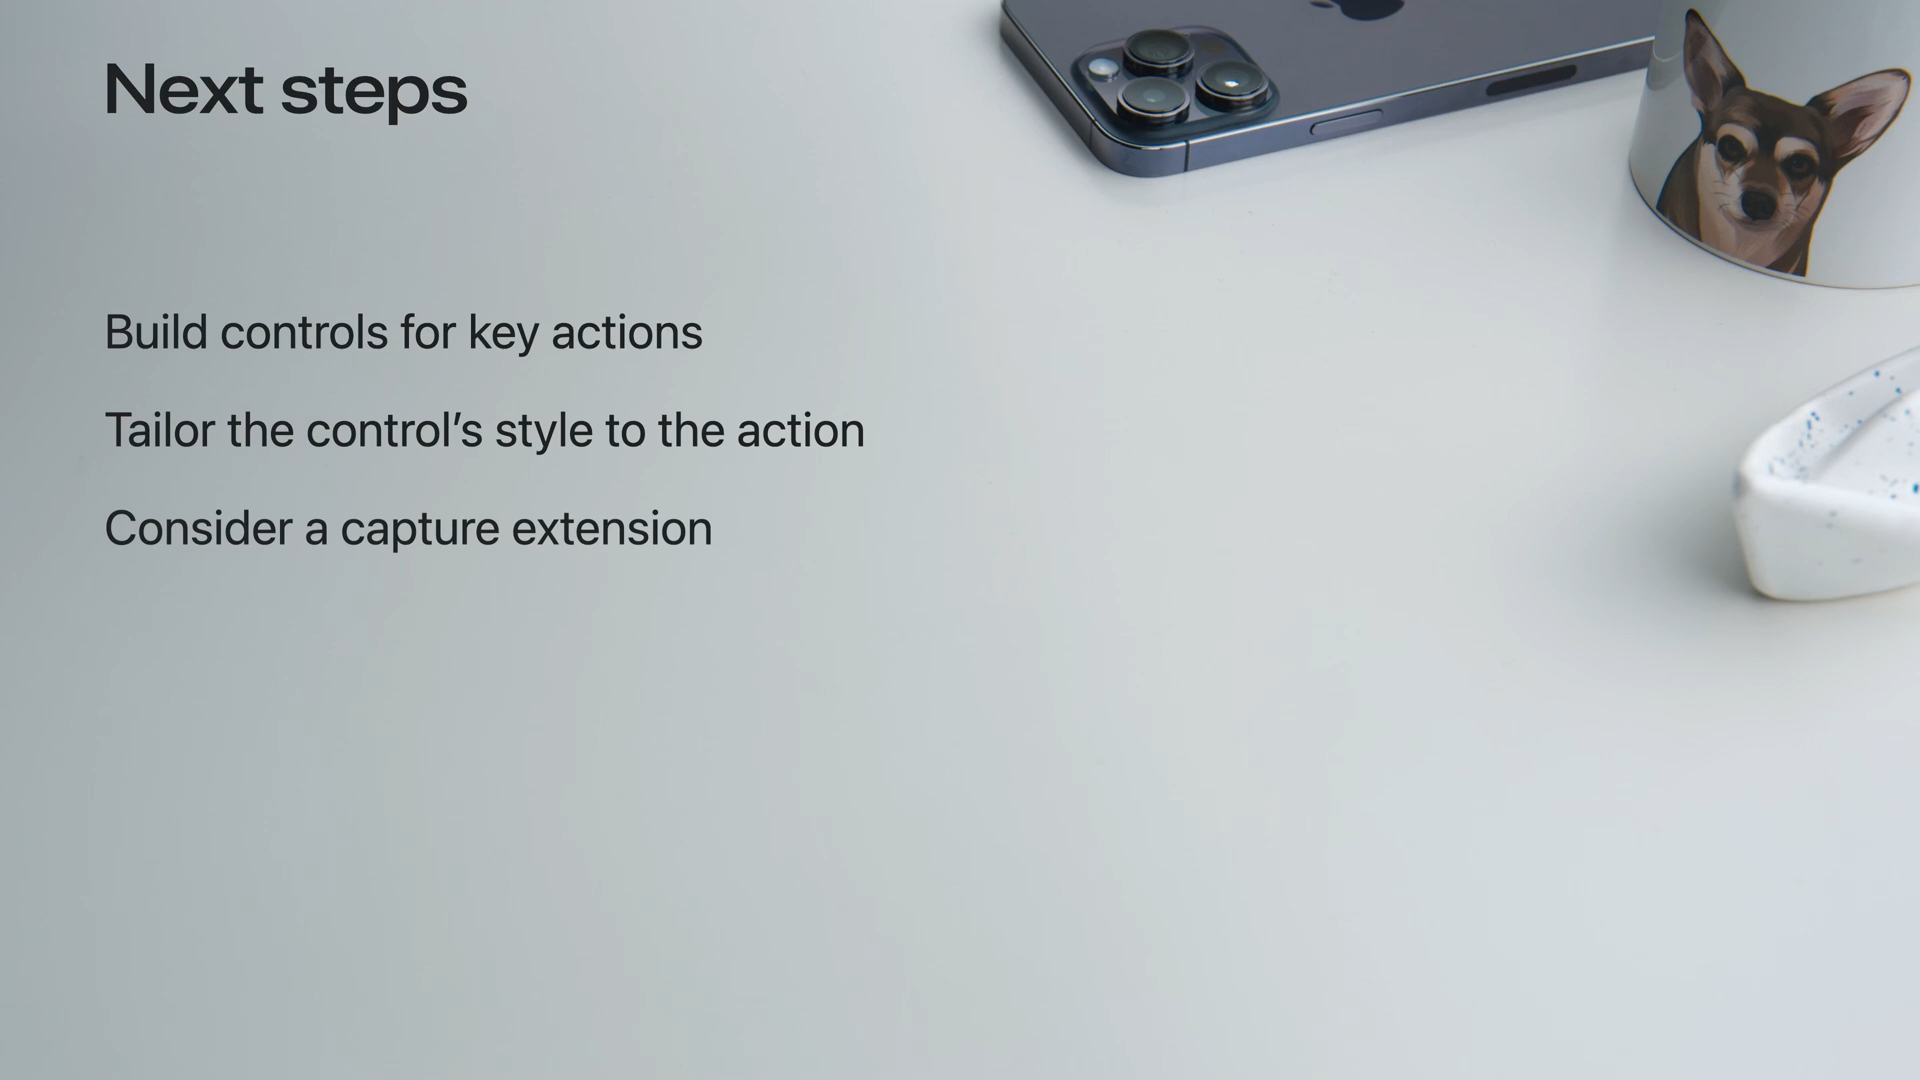 Next steps
Build controls for key actions
Tailor the control’s style to the action
Consider a capture extension